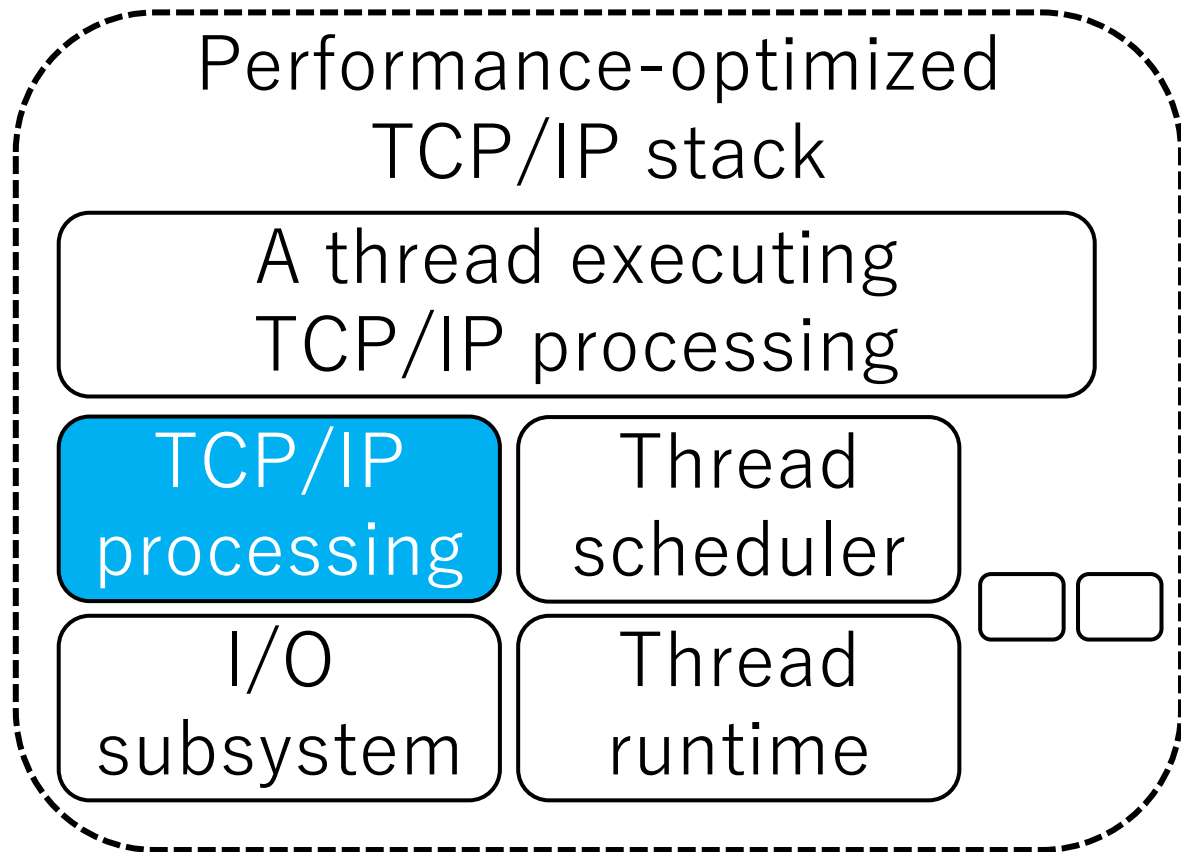 Performance-optimized
TCP/IP stack
A thread executing
TCP/IP processing
TCP/IP
processing
Thread
scheduler
I/O
subsystem
Thread
runtime